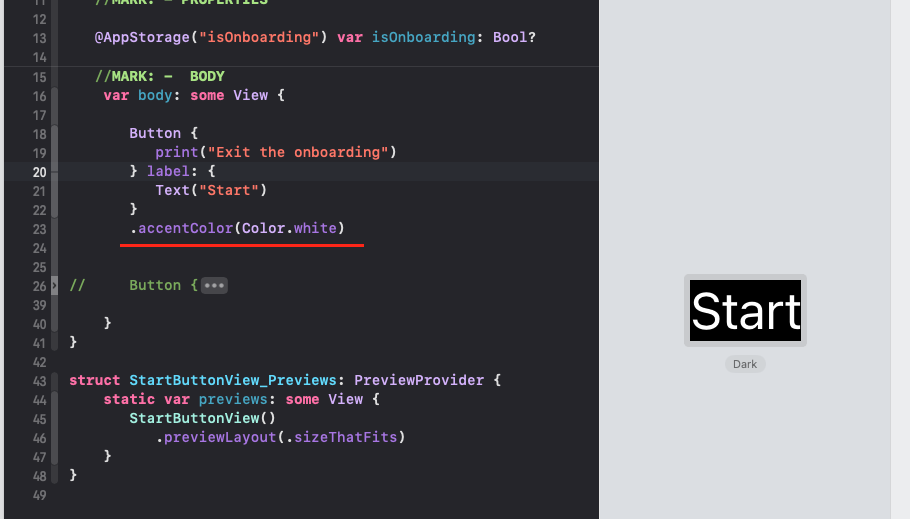 11 //MARK: - PROPERTIES
12
13 @AppStorage("isOnboarding") var isOnboarding: Bool?
14
15 //MARK: -  BODY
16 var body: some View {
17
18 Button {
19 print("Exit the onboarding")
20 } label: {
21 Text("Start")
22 }
23 .accentColor(Color.white)
24
25
26 //     Button {•••
39
40 }
41 }
42
43 struct StartButtonView_Previews: PreviewProvider {
44 static var previews: some View {
45 StartButtonView()
46 .previewLayout(.sizeThatFits)
47 }
48 }
49
Start
Dark